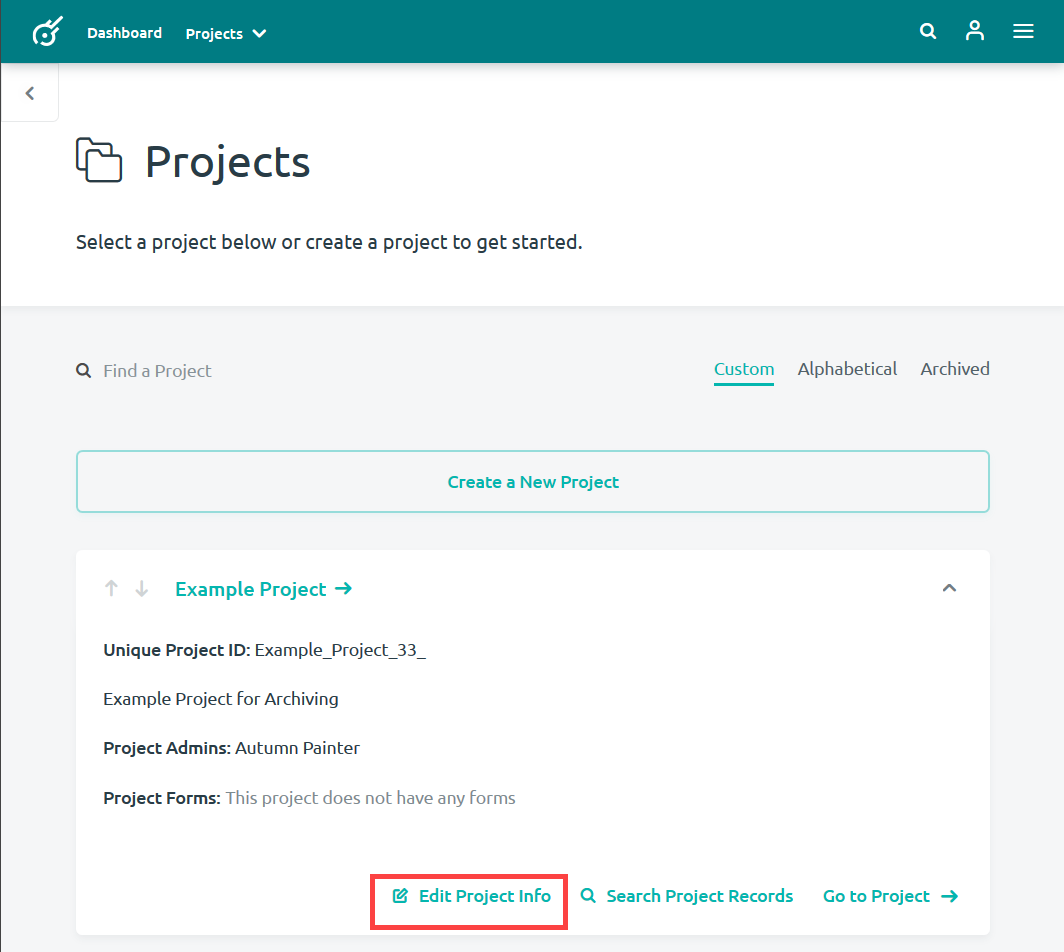 Dashboard Projects
Projects
Select a project below or create a project to get started.
Find a Project Custom Alphabetical Archived
Create a New Project
Example Project
Unique Project ID: Example_Project_33_
Example Project for Archiving
Project Admins: Autumn Painter
Project Forms: This project does not have any forms
Edit Project Info Search Project Records Go to Project